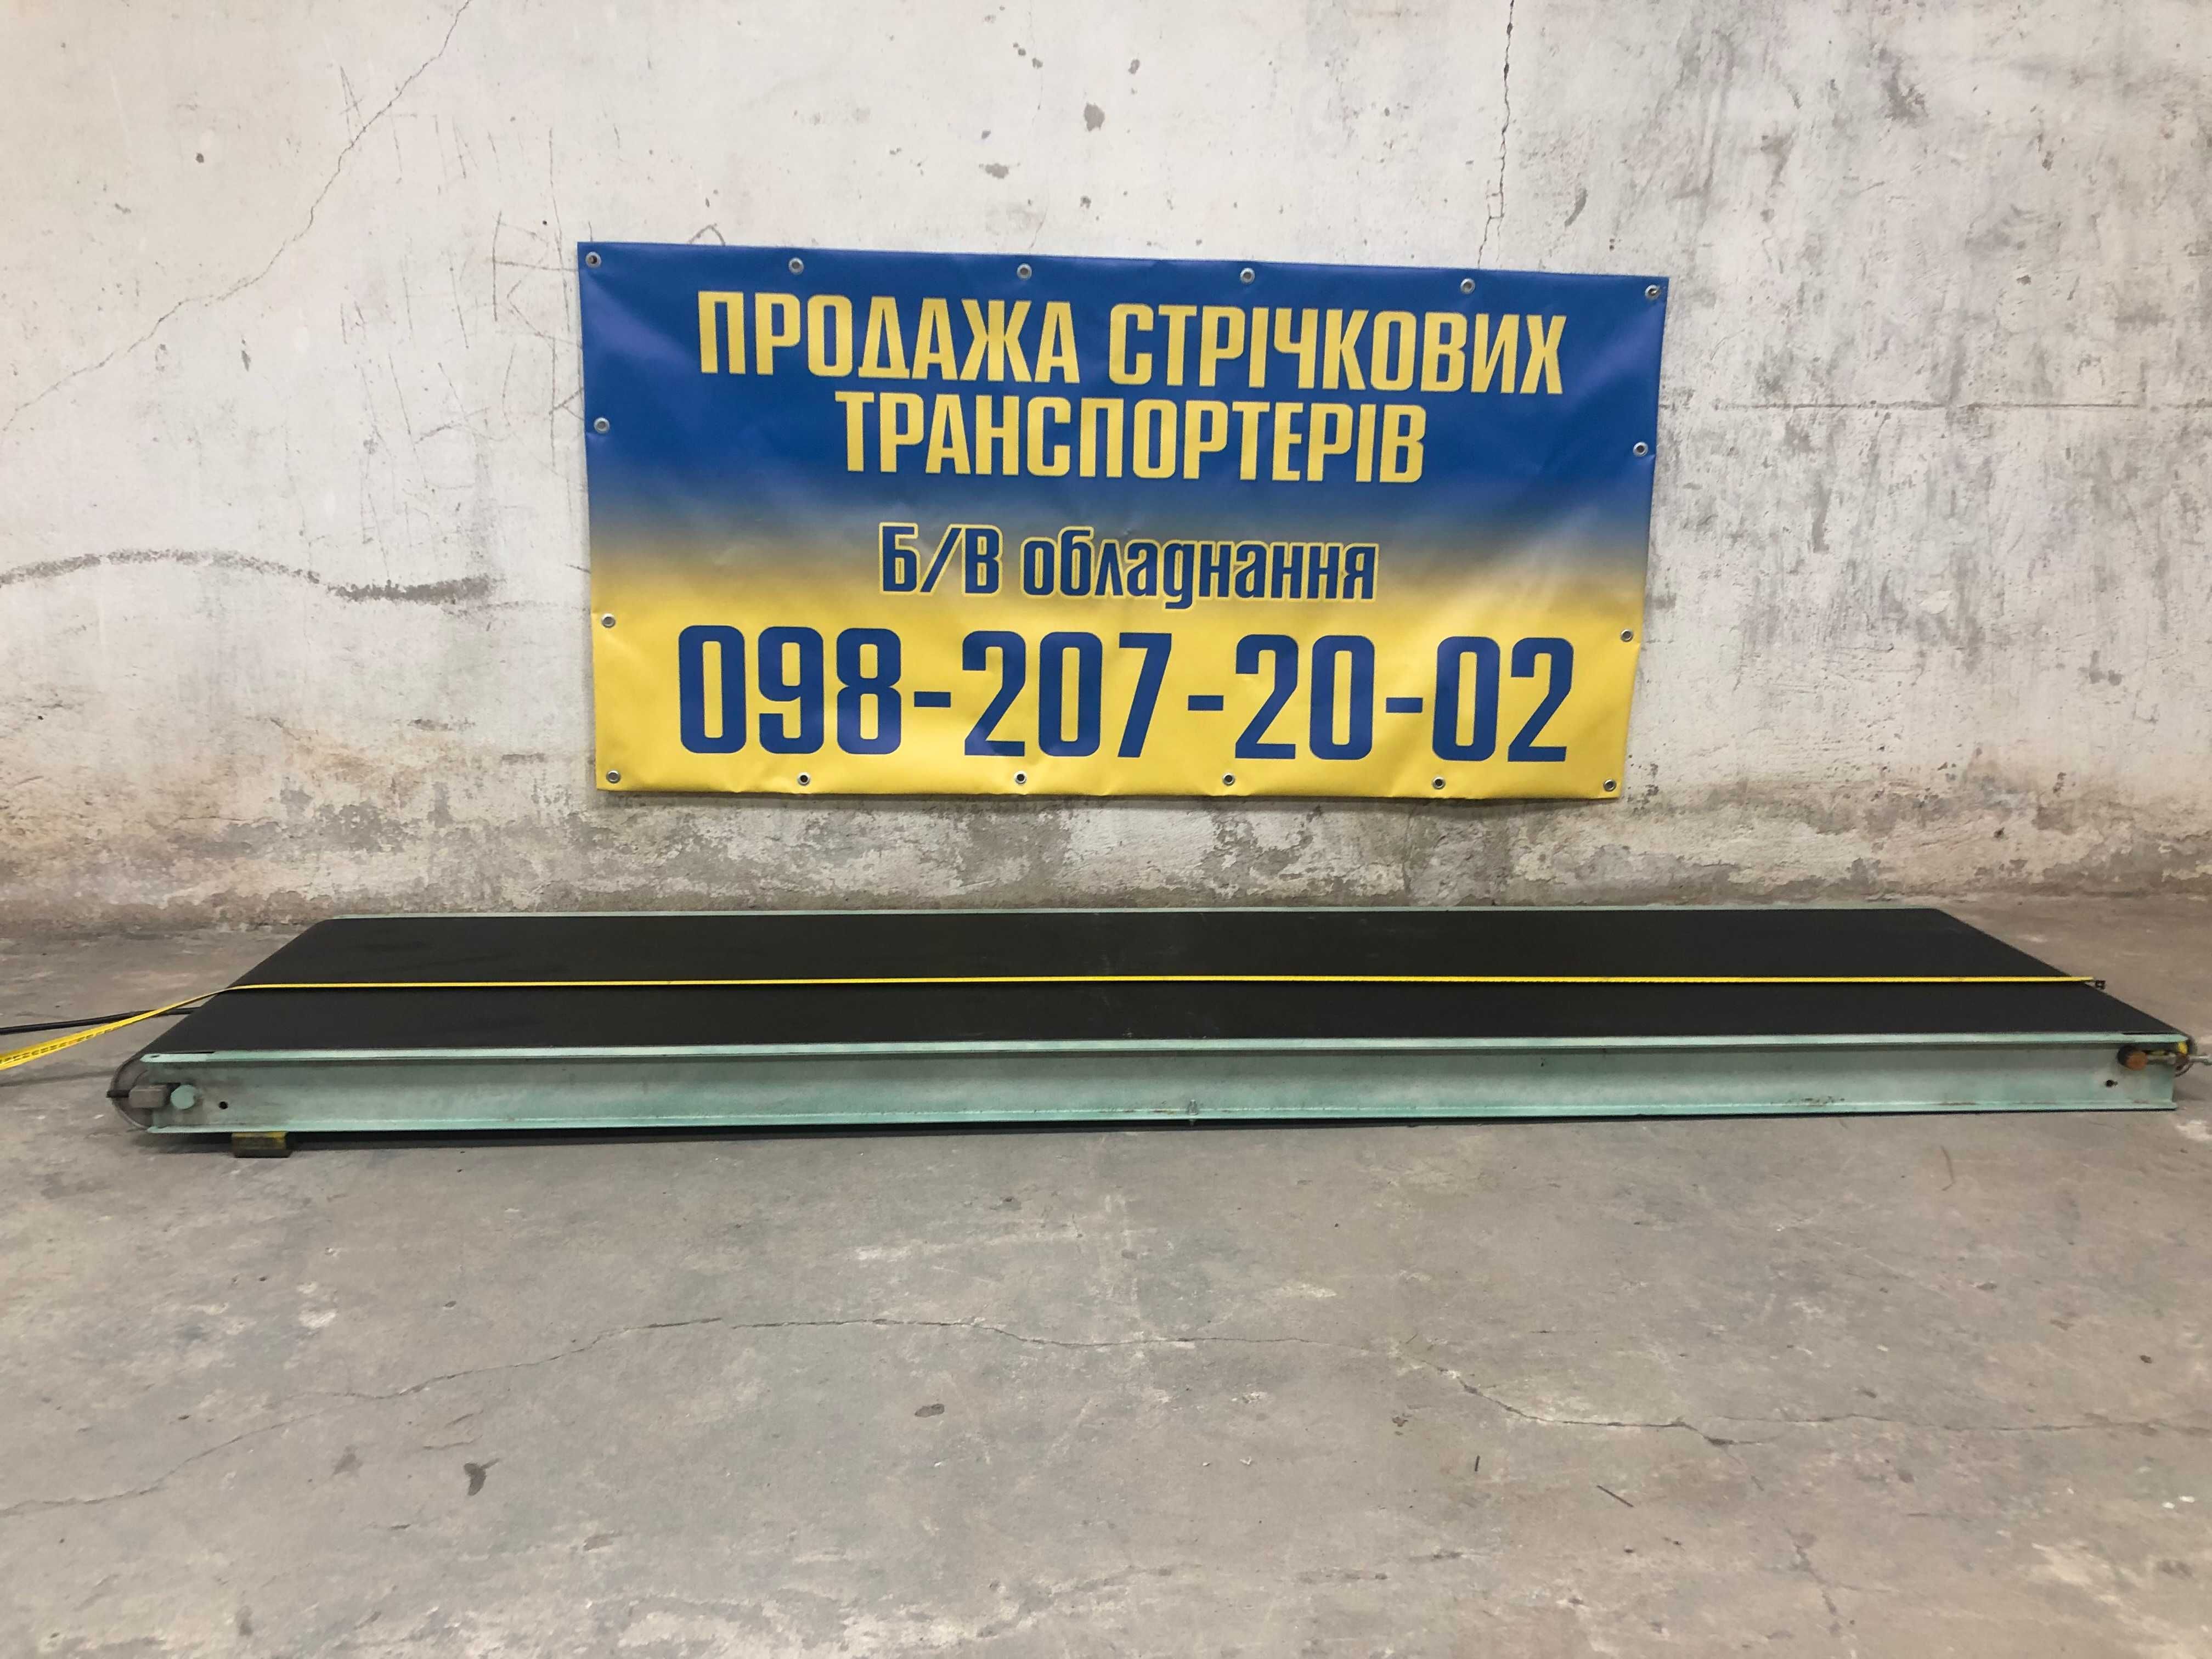 ПРОДАЖА СТРІЧКОВИХ
ТРАНСПОРТЕРІВ
Б/В обладнання
098-207-20-02